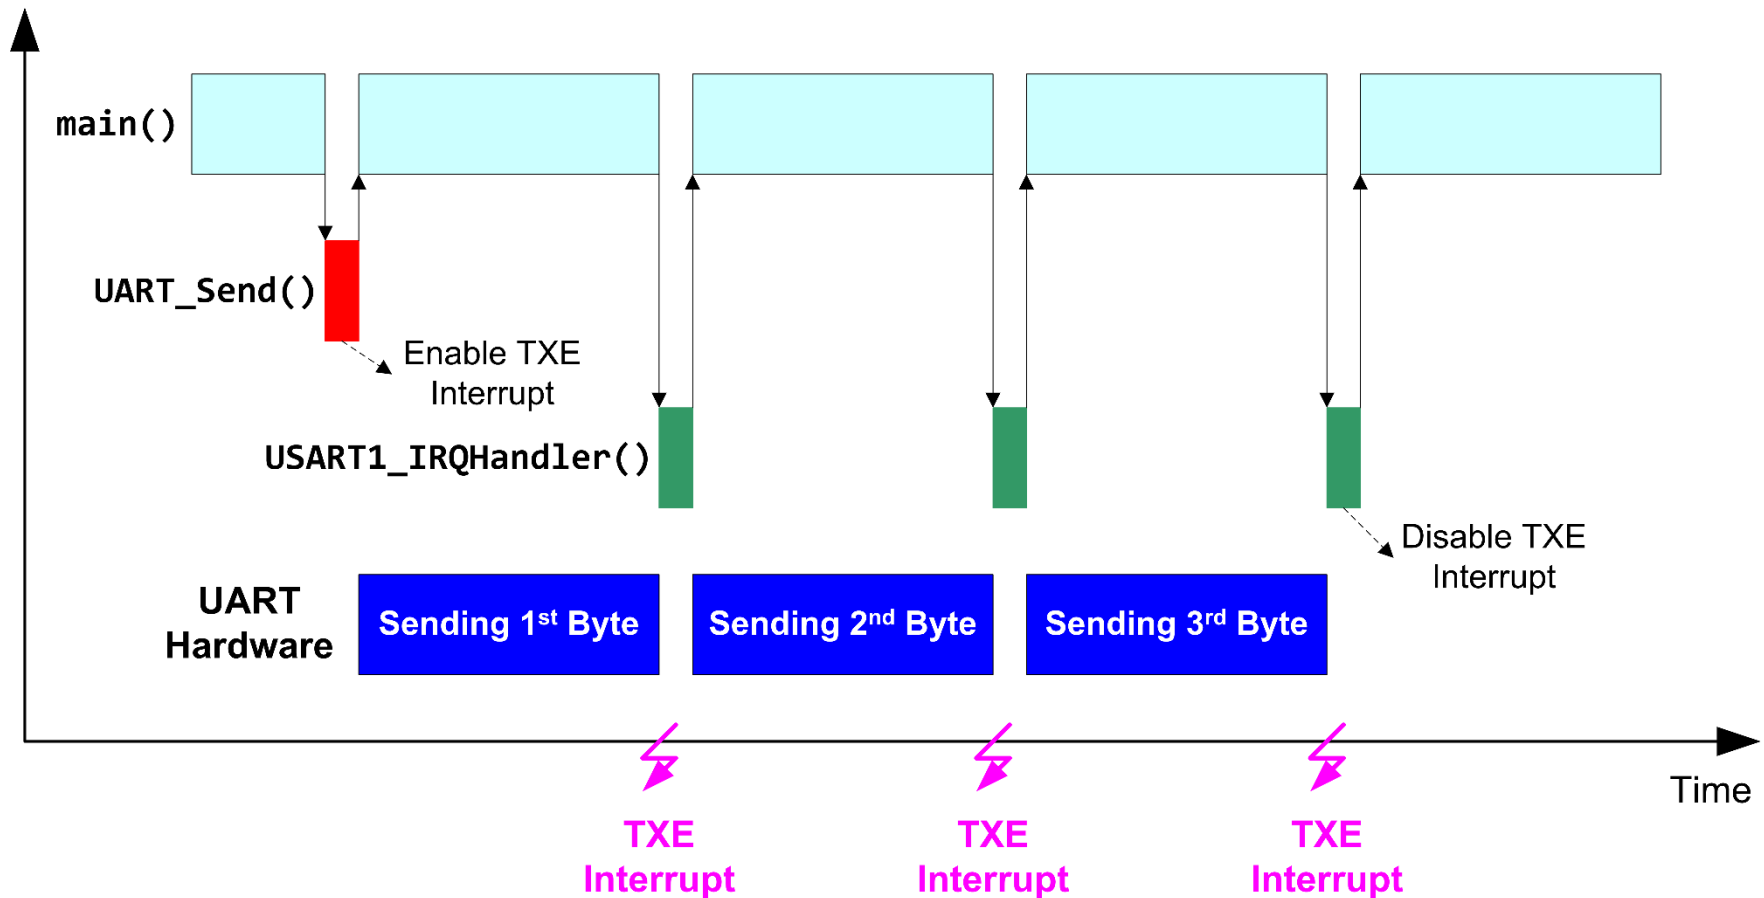 main()
UART_Send()
Enable TXE
Interrupt
USART1_IRQHandler()
Disable TXE
Interrupt
UART
Hardware
Sending 1st Byte
Sending 2nd Byte
Sending 3rd Byte
Time
TXE
Interrupt
TXE
Interrupt
TXE
Interrupt